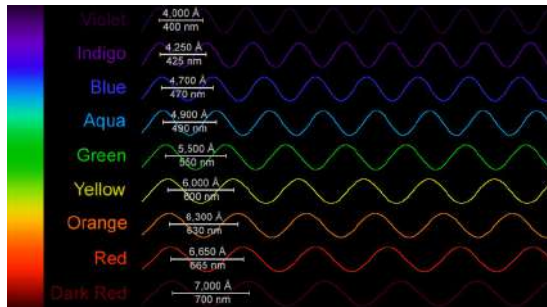 Violet
4,000 Å
400 nm
Indigo
4,250 Å
425 nm
Blue
4,700 Å
470 nm
Aqua
4,900 Å
490 nm
Green
5,500 Å
550 nm
Yellow
6,000 Å
600 nm
Orange
6,300 Å
630 nm
Red
6,650 Å
665 nm
Dark Red
7,000 Å
700 nm